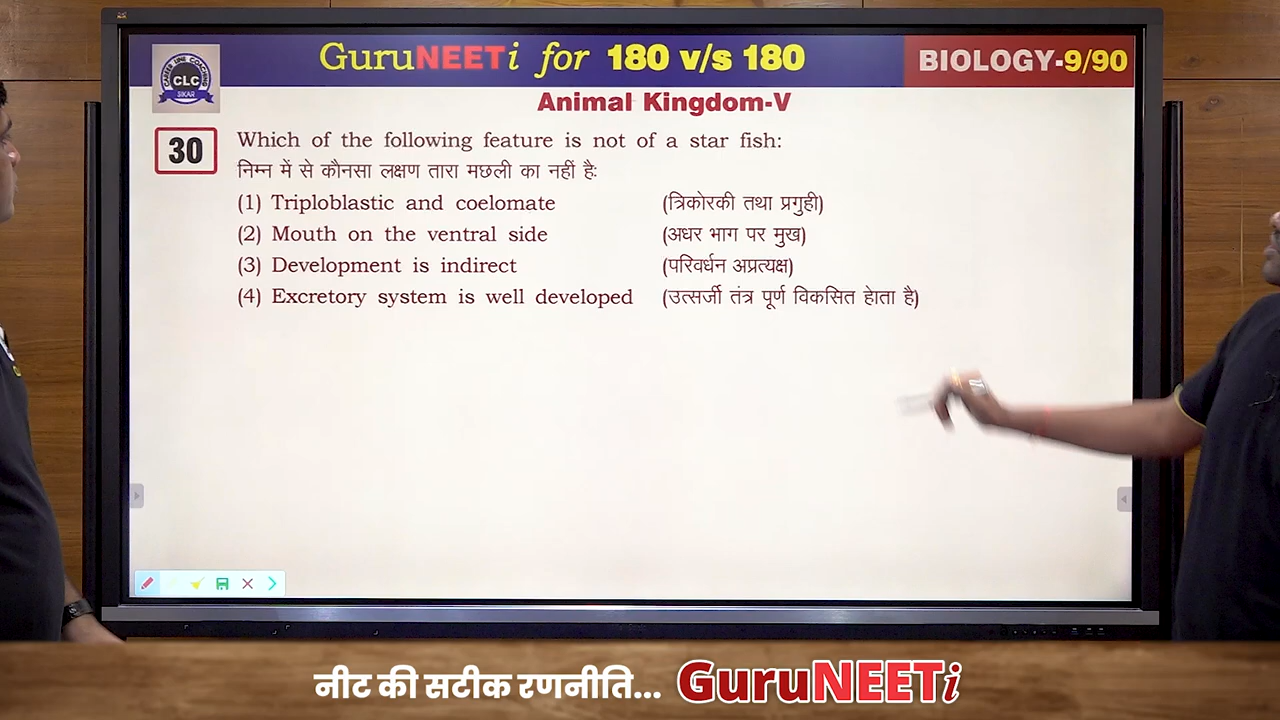 GuruNEETi for 180 v/s 180
BIOLOGY-9/90
CAREER LINE COACHING
CLC
SIKAR
Animal Kingdom-V
30
Which of the following feature is not of a star fish:
निम्न में से कौनसा लक्षण तारा मछली का नहीं है:
(1) Triploblastic and coelomate (त्रिकोरकी तथा प्रगुही)
(2) Mouth on the ventral side (अधर भाग पर मुख)
(3) Development is indirect (परिवर्धन अप्रत्यक्ष)
(4) Excretory system is well developed (उत्सर्जी तंत्र पूर्ण विकसित हेाता है)
नीट की सटीक रणनीति... GuruNEETi